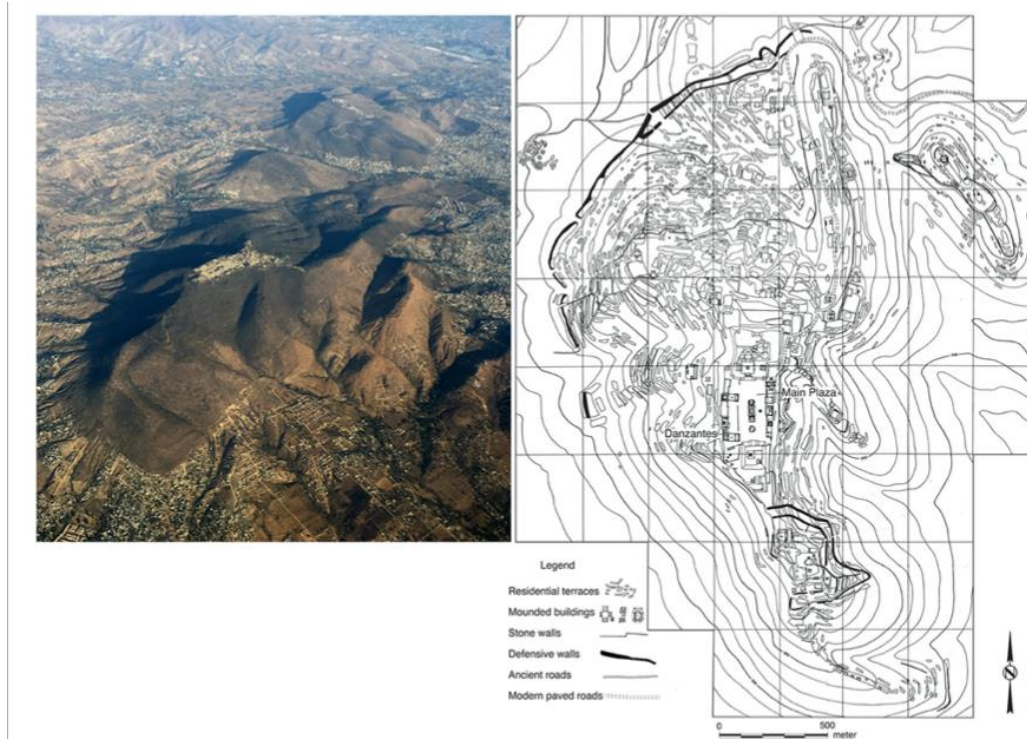 Main Plaza
Danzantes
Legend
Residential terraces
Mounded buildings
Stone walls
Defensive walls
Ancient roads
Modern paved roads
N
0 500
meter